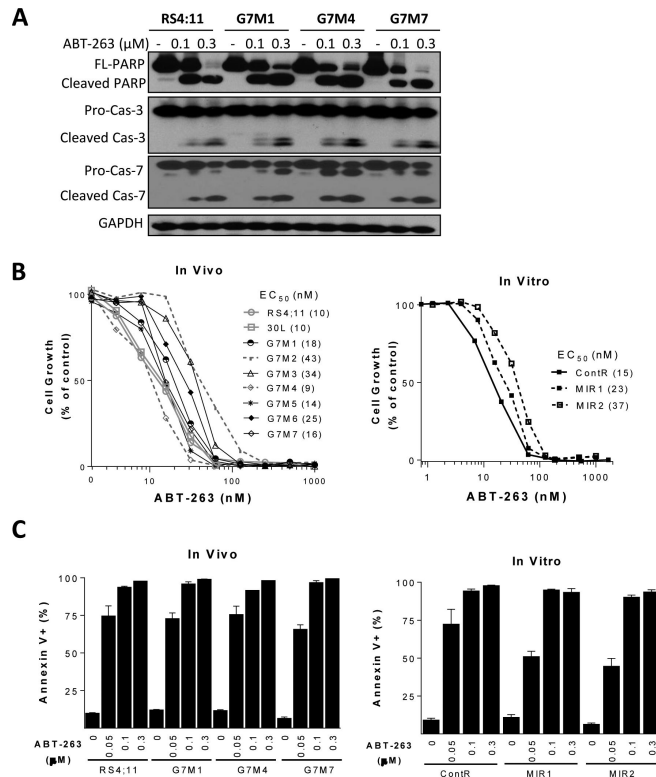 A
RS4:11 G7M1 G7M4 G7M7
ABT-263 (μM) - 0.1 0.3 - 0.1 0.3 - 0.1 0.3 - 0.1 0.3
FL-PARP
Cleaved PARP
Pro-Cas-3
Cleaved Cas-3
Pro-Cas-7
Cleaved Cas-7
GAPDH
B
In Vivo
Cell Growth
(% of control)
100
50
0
0 10 100 1000
ABT-263 (nM)
EC50 (nM)
RS4;11 (10)
30L (10)
G7M1 (18)
G7M2 (43)
G7M3 (34)
G7M4 (9)
G7M5 (14)
G7M6 (25)
G7M7 (16)
In Vitro
Cell Growth
(% of control)
100
50
0
1 10 100 1000
ABT-263 (nM)
EC50 (nM)
ContR (15)
MIR1 (23)
MIR2 (37)
C
In Vivo
Annexin V+ (%)
100
75
50
25
ABT-263
(μM)
0 0.05 0.1 0.3 0 0.05 0.1 0.3 0 0.05 0.1 0.3 0 0.05 0.1 0.3
RS4;11 G7M1 G7M4 G7M7
In Vitro
Annexin V+ (%)
100
75
50
25
ABT-263
(μM)
0 0.05 0.1 0.3 0 0.05 0.1 0.3 0 0.05 0.1 0.3
ContR MIR1 MIR2